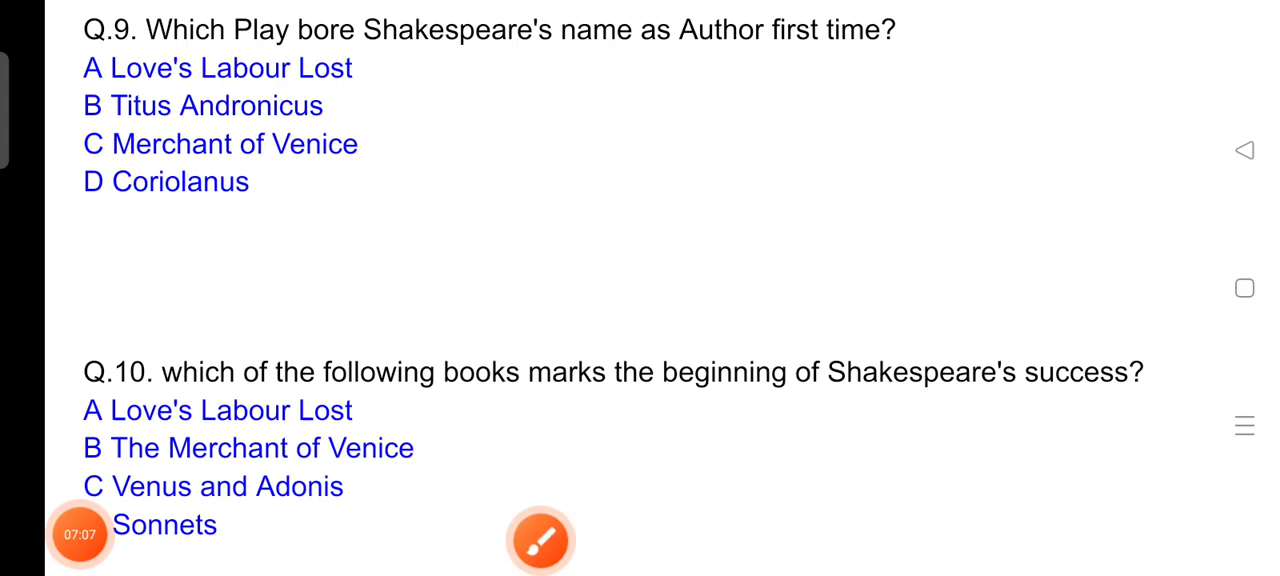 Q.9. Which Play bore Shakespeare's name as Author first time?
A Love's Labour Lost
B Titus Andronicus
C Merchant of Venice
D Coriolanus
Q.10. which of the following books marks the beginning of Shakespeare's success?
A Love's Labour Lost
B The Merchant of Venice
C Venus and Adonis
Sonnets
07:07